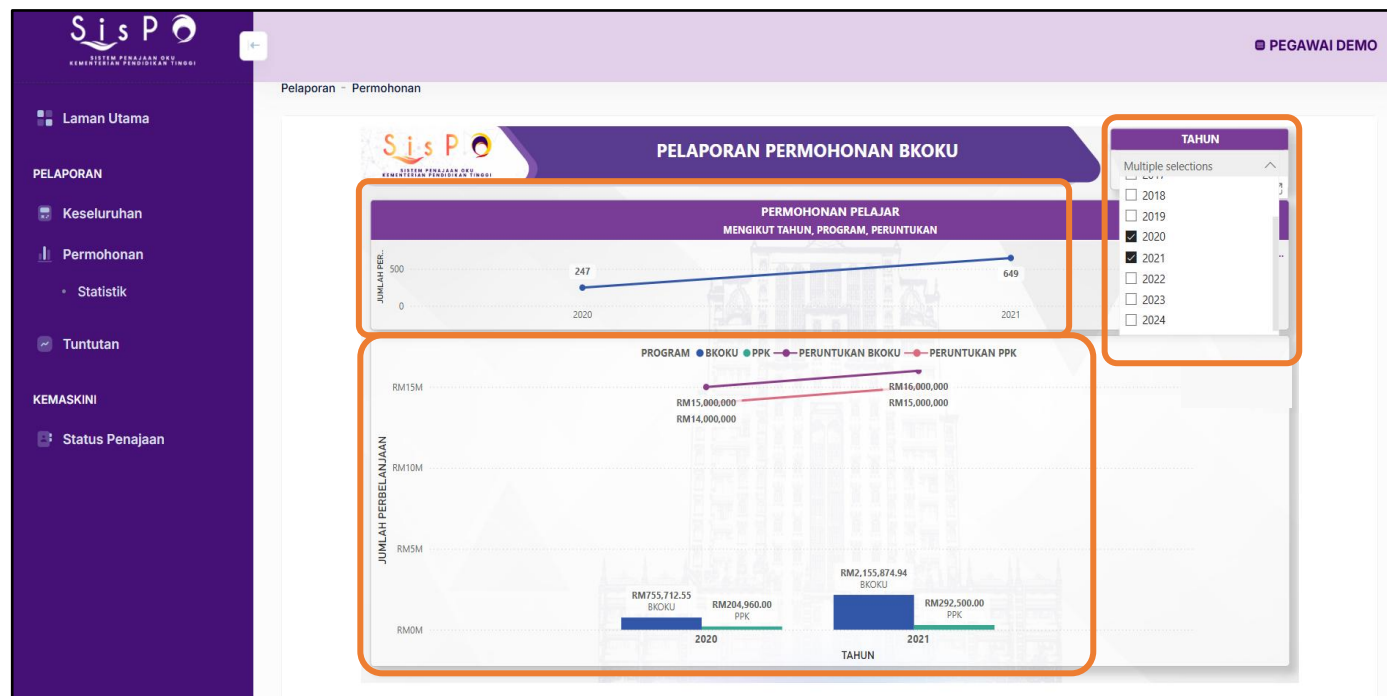 SisPO
SISTEM PENAJAAN OKU
KEMENTERIAN PENDIDIKAN TINGGI
PEGAWAI DEMO
Laman Utama
PELAPORAN
Keseluruhan
Permohonan
Statistik
Tuntutan
KEMASKINI
Status Penajaan
Pelaporan - Permohonan
SisPO
SISTEM PENAJAAN OKU
KEMENTERIAN PENDIDIKAN TINGGI
PELAPORAN PERMOHONAN BKOKU
TAHUN
Multiple selections
2017
2018
2019
2020
2021
2022
2023
2024
PERMOHONAN PELAJAR
MENGIKUT TAHUN, PROGRAM, PERUNTUKAN
JUMLAH PER...
500
0
247
649
2020
2021
PROGRAM BKOKU PPK PERUNTUKAN BKOKU PERUNTUKAN PPK
JUMLAH PERBELANJAAN
RM15M
RM10M
RM5M
RM0M
RM15,000,000
RM14,000,000
RM16,000,000
RM15,000,000
RM755,712.55
BKOKU
RM204,960.00
PPK
RM2,155,874.94
BKOKU
RM292,500.00
PPK
2020
2021
TAHUN